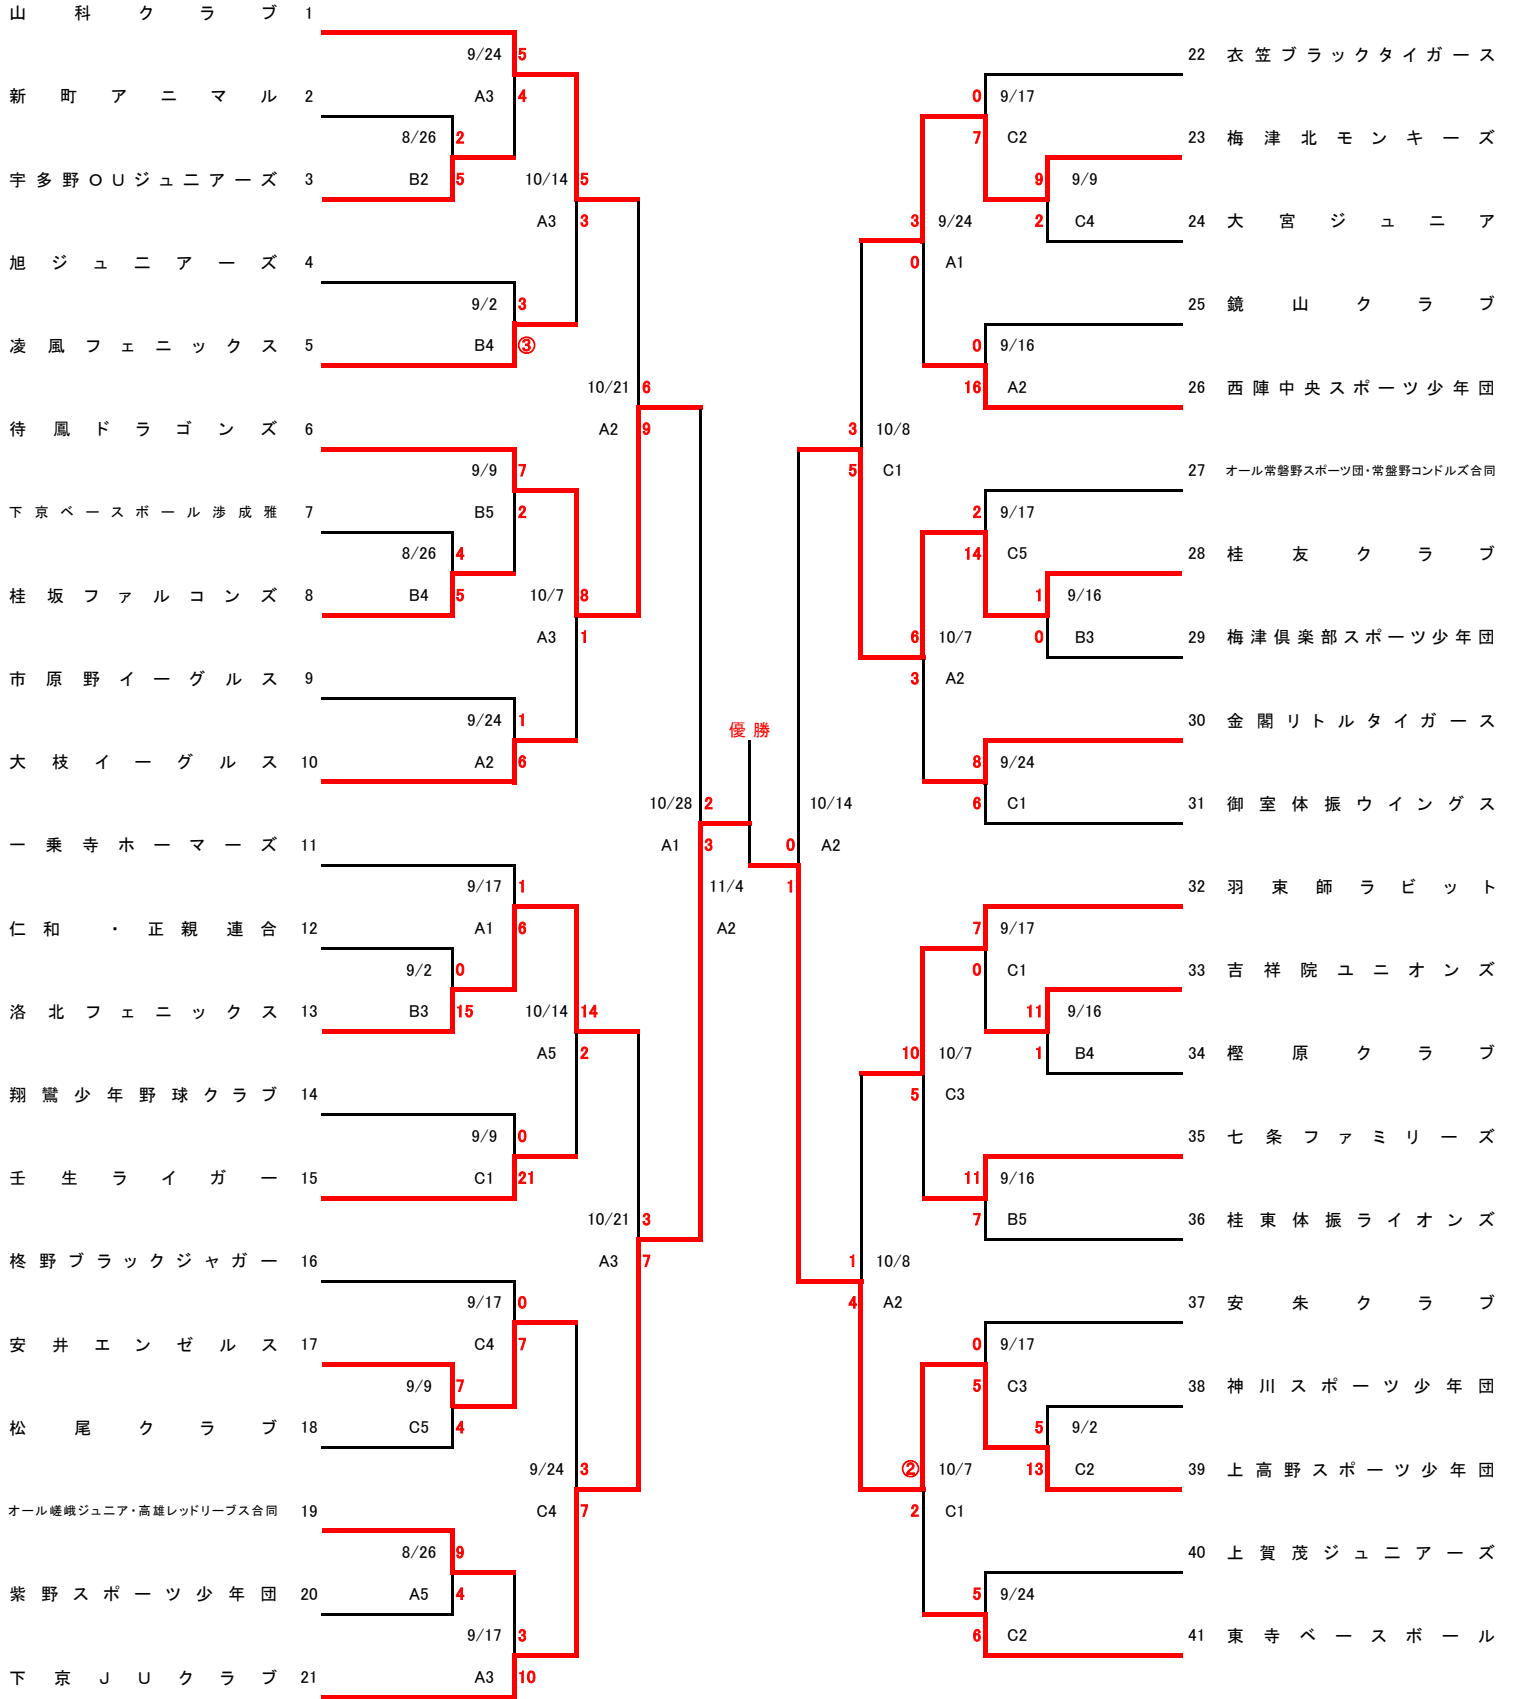 山科クラブ 1
9/24 5
22 衣笠ブラックタイガース
新町アニマル 2 A3 4
0 9/17
8/26 2
7 C2 23 梅津北モンキーズ
宇多野OUジュニアーズ 3 B2 5 10/14 5
9 9/9
A3 3
3 9/24 2 C4 24 大宮ジュニア
旭ジュニアーズ 4
0 A1
9/2 3
25 鏡山クラブ
凌風フェニックス 5 B4 ③
0 9/16
10/21 6
16 A2 26 西陣中央スポーツ少年団
待鳳ドラゴンズ 6 A2 9
3 10/8
9/9 7
5 C1 27 オール常磐野スポーツ団・常盤野コンドルズ合同
下京ベースボール渉成雅 7 B5 2
2 9/17
8/26 4
14 C5 28 桂友クラブ
桂坂ファルコンズ 8 B4 5 10/7 8
1 9/16
A3 1
6 10/7 0 B3 29 梅津倶楽部スポーツ少年団
市原野イーグルス 9
3 A2
9/24 1
優勝
30 金閣リトルタイガース
大枝イーグルス 10 A2 6
8 9/24
10/28 2
10/14 6 C1 31 御室体振ウイングス
一乗寺ホーマーズ 11 A1 3
0 A2
9/17 1 11/4
1 32 羽束師ラビット
仁和・正親連合 12 A1 6 A2
7 9/17
9/2 0
0 C1 33 吉祥院ユニオンズ
洛北フェニックス 13 B3 15 10/14 14
11 9/16
A5 2
10 10/7 1 B4 34 樫原クラブ
翔鸞少年野球クラブ 14
5 C3
9/9 0
35 七条ファミリーズ
壬生ライガー 15 C1 21
11 9/16
10/21 3
7 B5 36 桂東体振ライオンズ
柊野ブラックジャガー 16 A3 7
1 10/8
9/17 0
4 A2 37 安朱クラブ
安井エンゼルス 17 C4 7
0 9/17
9/9 7
5 C3 38 神川スポーツ少年団
松尾クラブ 18 C5 4
5 9/2
9/24 3
② 10/7 13 C2 39 上高野スポーツ少年団
オール嵯峨ジュニア・高雄レッドリーブス合同 19 C4 7
2 C1
8/26 9
40 上賀茂ジュニアーズ
紫野スポーツ少年団 20 A5 4
5 9/24
9/17 3
6 C2 41 東寺ベースボール
下京JUクラブ 21 A3 10